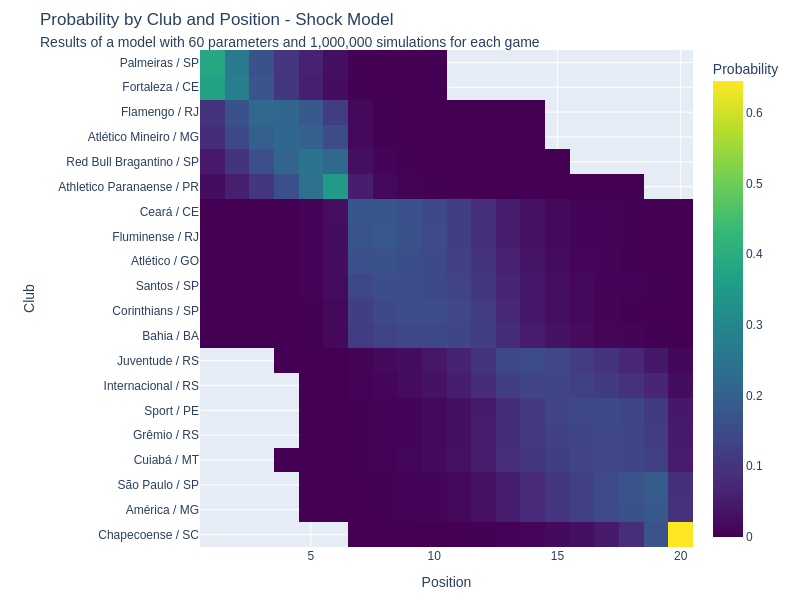 Probability by Club and Position - Shock Model
Results of a model with 60 parameters and 1,000,000 simulations for each game
Probability
Palmeiras / SP
Fortaleza / CE
Flamengo / RJ
Atlético Mineiro / MG
Red Bull Bragantino / SP
Athletico Paranaense / PR
Ceará / CE
Fluminense / RJ
Atlético / GO
Santos / SP
Corinthians / SP
Bahia / BA
Juventude / RS
Internacional / RS
Sport / PE
Grêmio / RS
Cuiabá / MT
São Paulo / SP
América / MG
Chapecoense / SC
Club
0.6
0.5
0.4
0.3
0.2
0.1
0
5
10
15
20
Position